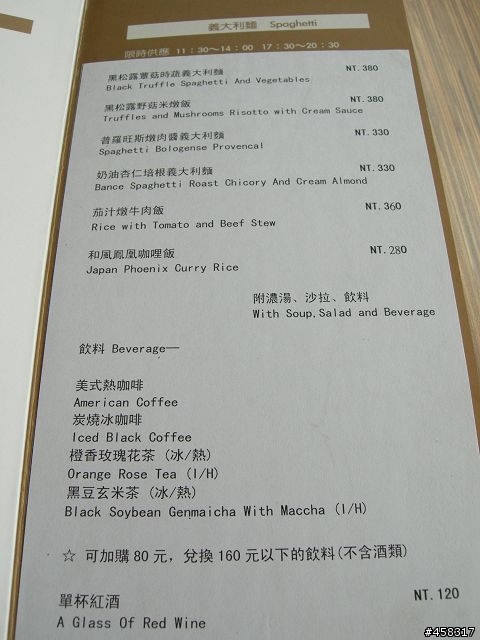 義大利麵 Spaghetti
限時供應 11：30～14：00 17：30～20：30
黑松露蕈菇時蔬義大利麵 NT.380
Black Truffle Spaghetti And Vegetables
黑松露野菇米燉飯 NT.380
Truffles and Mushrooms Risotto with Cream Sauce
普羅旺斯燉肉醬義大利麵 NT.330
Spaghetti Bologense Provencal
奶油杏仁培根義大利麵 NT.330
Bance Spaghetti Roast Chicory And Cream Almond
茄汁燉牛肉飯 NT.360
Rice with Tomato and Beef Stew
和風鳳凰咖哩飯 NT.280
Japan Phoenix Curry Rice
附濃湯、沙拉、飲料
With Soup,Salad and Beverage
飲料 Beverage—
美式熱咖啡
American Coffee
炭燒冰咖啡
Iced Black Coffee
橙香玫瑰花茶 (冰/熱)
Orange Rose Tea (I/H)
黑豆玄米茶 (冰/熱)
Black Soybean Genmaicha With Maccha (I/H)
☆ 可加購 80 元，兌換 160 元以下的飲料(不含酒類)
單杯紅酒 NT.120
A Glass Of Red Wine
#458317